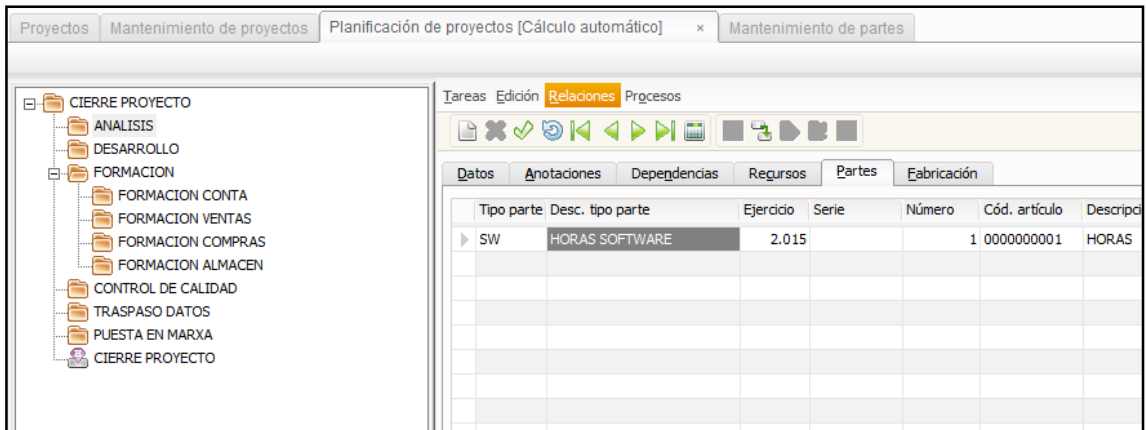 Proyectos Mantenimiento de proyectos Planificación de proyectos [Cálculo automático] × Mantenimiento de partes
CIERRE PROYECTO
ANALISIS
DESARROLLO
FORMACION
FORMACION CONTA
FORMACION VENTAS
FORMACION COMPRAS
FORMACION ALMACEN
CONTROL DE CALIDAD
TRASPASO DATOS
PUESTA EN MARXA
CIERRE PROYECTO
Tareas Edición Relaciones Procesos
Datos Anotaciones Dependencias Recursos Partes Fabricación
Tipo parte Desc. tipo parte Ejercicio Serie Número Cód. artículo Descripci
SW HORAS SOFTWARE 2.015 1 0000000001 HORAS